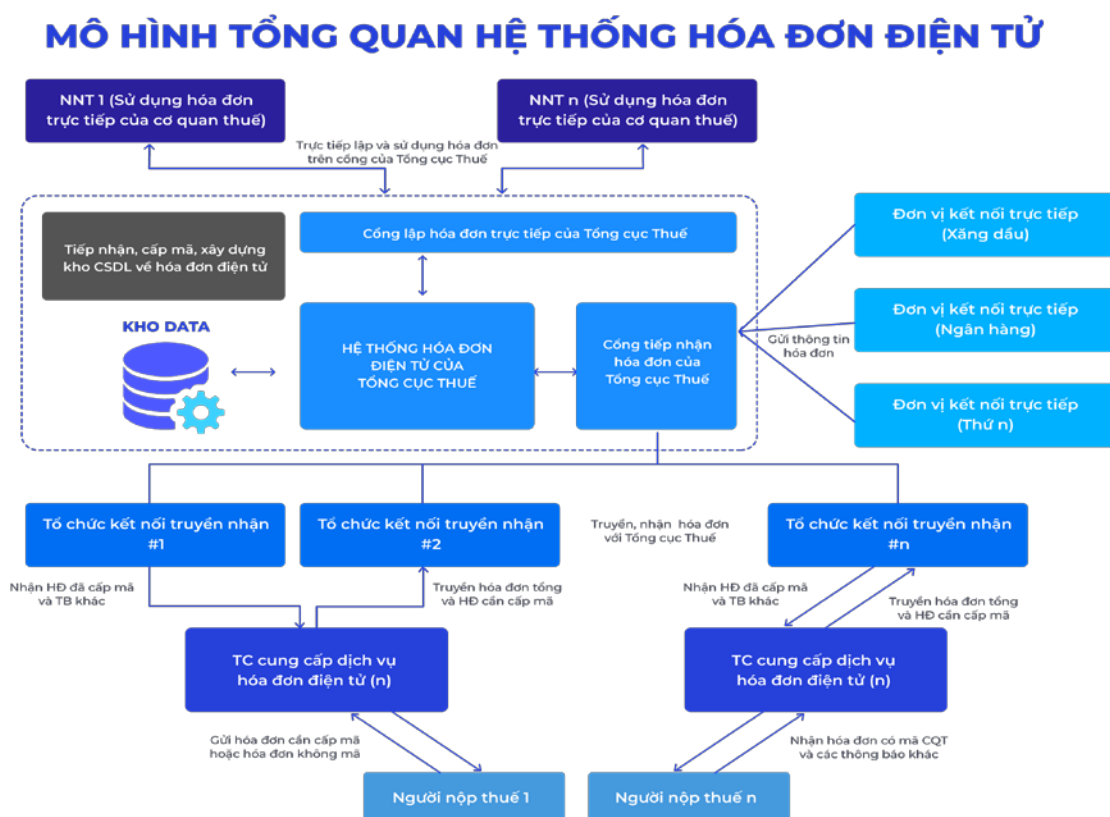 MÔ HÌNH TỔNG QUAN HỆ THỐNG HÓA ĐƠN ĐIỆN TỬ
NNT 1 (Sử dụng hóa đơn
trực tiếp của cơ quan thuế)
NNT n (Sử dụng hóa đơn
trực tiếp của cơ quan thuế)
Trực tiếp lập và sử dụng hóa đơn
trên cổng của Tổng cục Thuế
Tiếp nhận, cấp mã, xây dựng
kho CSDL về hóa đơn điện tử
Cổng lập hóa đơn trực tiếp của Tổng cục Thuế
KHO DATA
HỆ THỐNG HÓA ĐƠN
ĐIỆN TỬ CỦA
TỔNG CỤC THUẾ
Cổng tiếp nhận
hóa đơn của
Tổng cục Thuế
Đơn vị kết nối trực tiếp
(Xăng dầu)
Đơn vị kết nối trực tiếp
(Ngân hàng)
Gửi thông tin
hóa đơn
Đơn vị kết nối trực tiếp
(Thứ n)
Tổ chức kết nối truyền nhận
#1
Tổ chức kết nối truyền nhận
#2
Truyền, nhận hóa đơn
với Tổng cục Thuế
Tổ chức kết nối truyền nhận
#n
Nhận HĐ đã cấp mã
và TB khác
Truyền hóa đơn tổng
và HĐ cần cấp mã
Nhận HĐ đã cấp mã
và TB khác
Truyền hóa đơn tổng
và HĐ cần cấp mã
TC cung cấp dịch vụ
hóa đơn điện tử (n)
TC cung cấp dịch vụ
hóa đơn điện tử (n)
Gửi hóa đơn cần cấp mã
hoặc hóa đơn không mã
Nhận hóa đơn có mã CQT
và các thông báo khác
Người nộp thuế 1
Người nộp thuế n